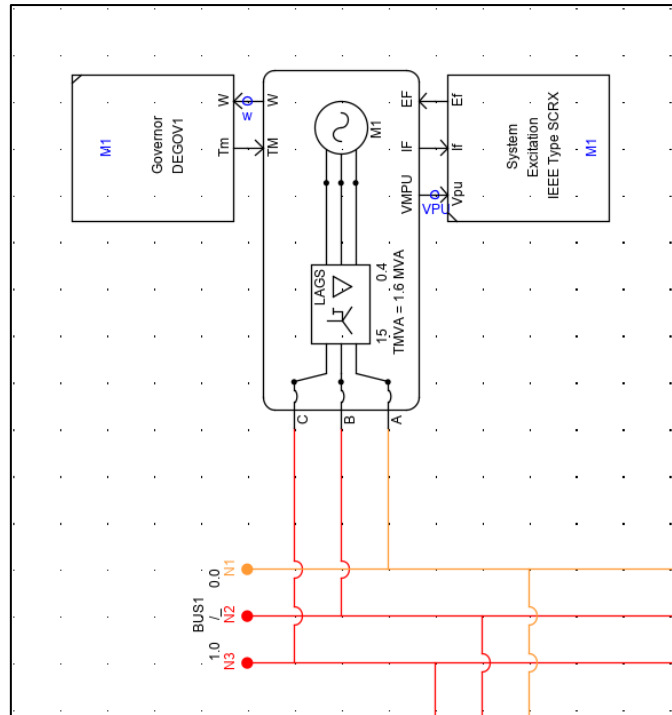 M1
Governor
DEGOV1
W
Tm
w
W
TM
M1
EF
IF
VMPU
Ef
If
Vpu
VPU
System
Excitation
IEEE Type SCRX
M1
LAGS
15
0.4
TMVA = 1.6 MVA
C
B
A
BUS1
1.0
/_
0.0
N1
N2
N3